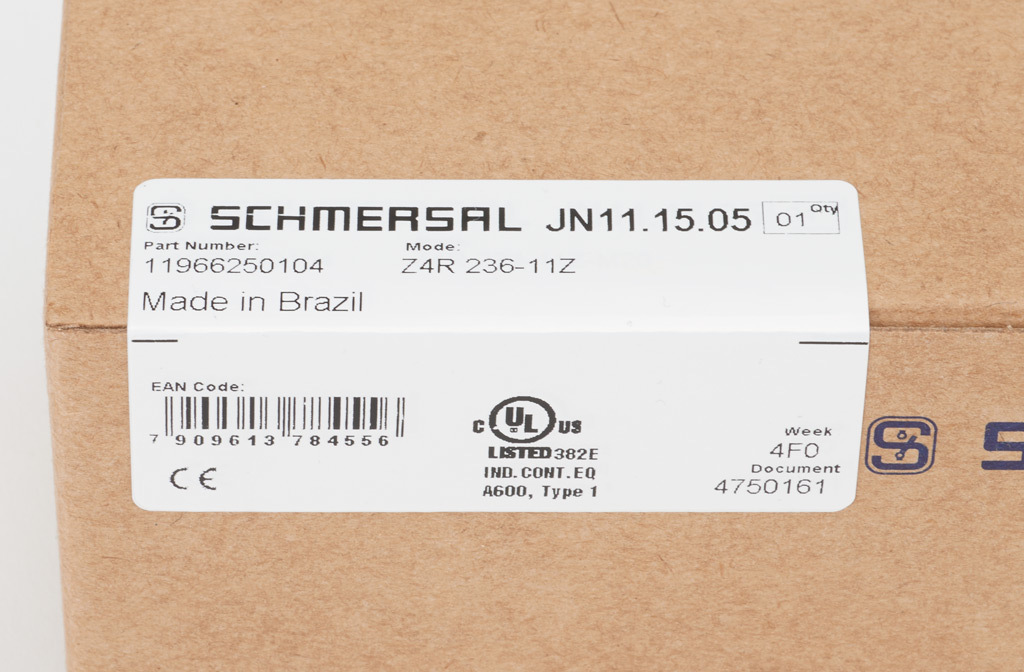 SCHMERSAL JN11.15.05 01 Qty
Part Number: Mode:
11966250104 Z4R 236-11Z
Made in Brazil
EAN Code:
7 909613 784556
CE
C UL US
LISTED 382E
IND.CONT.EQ
A600, Type 1
Week
4F0
Document
4750161
S